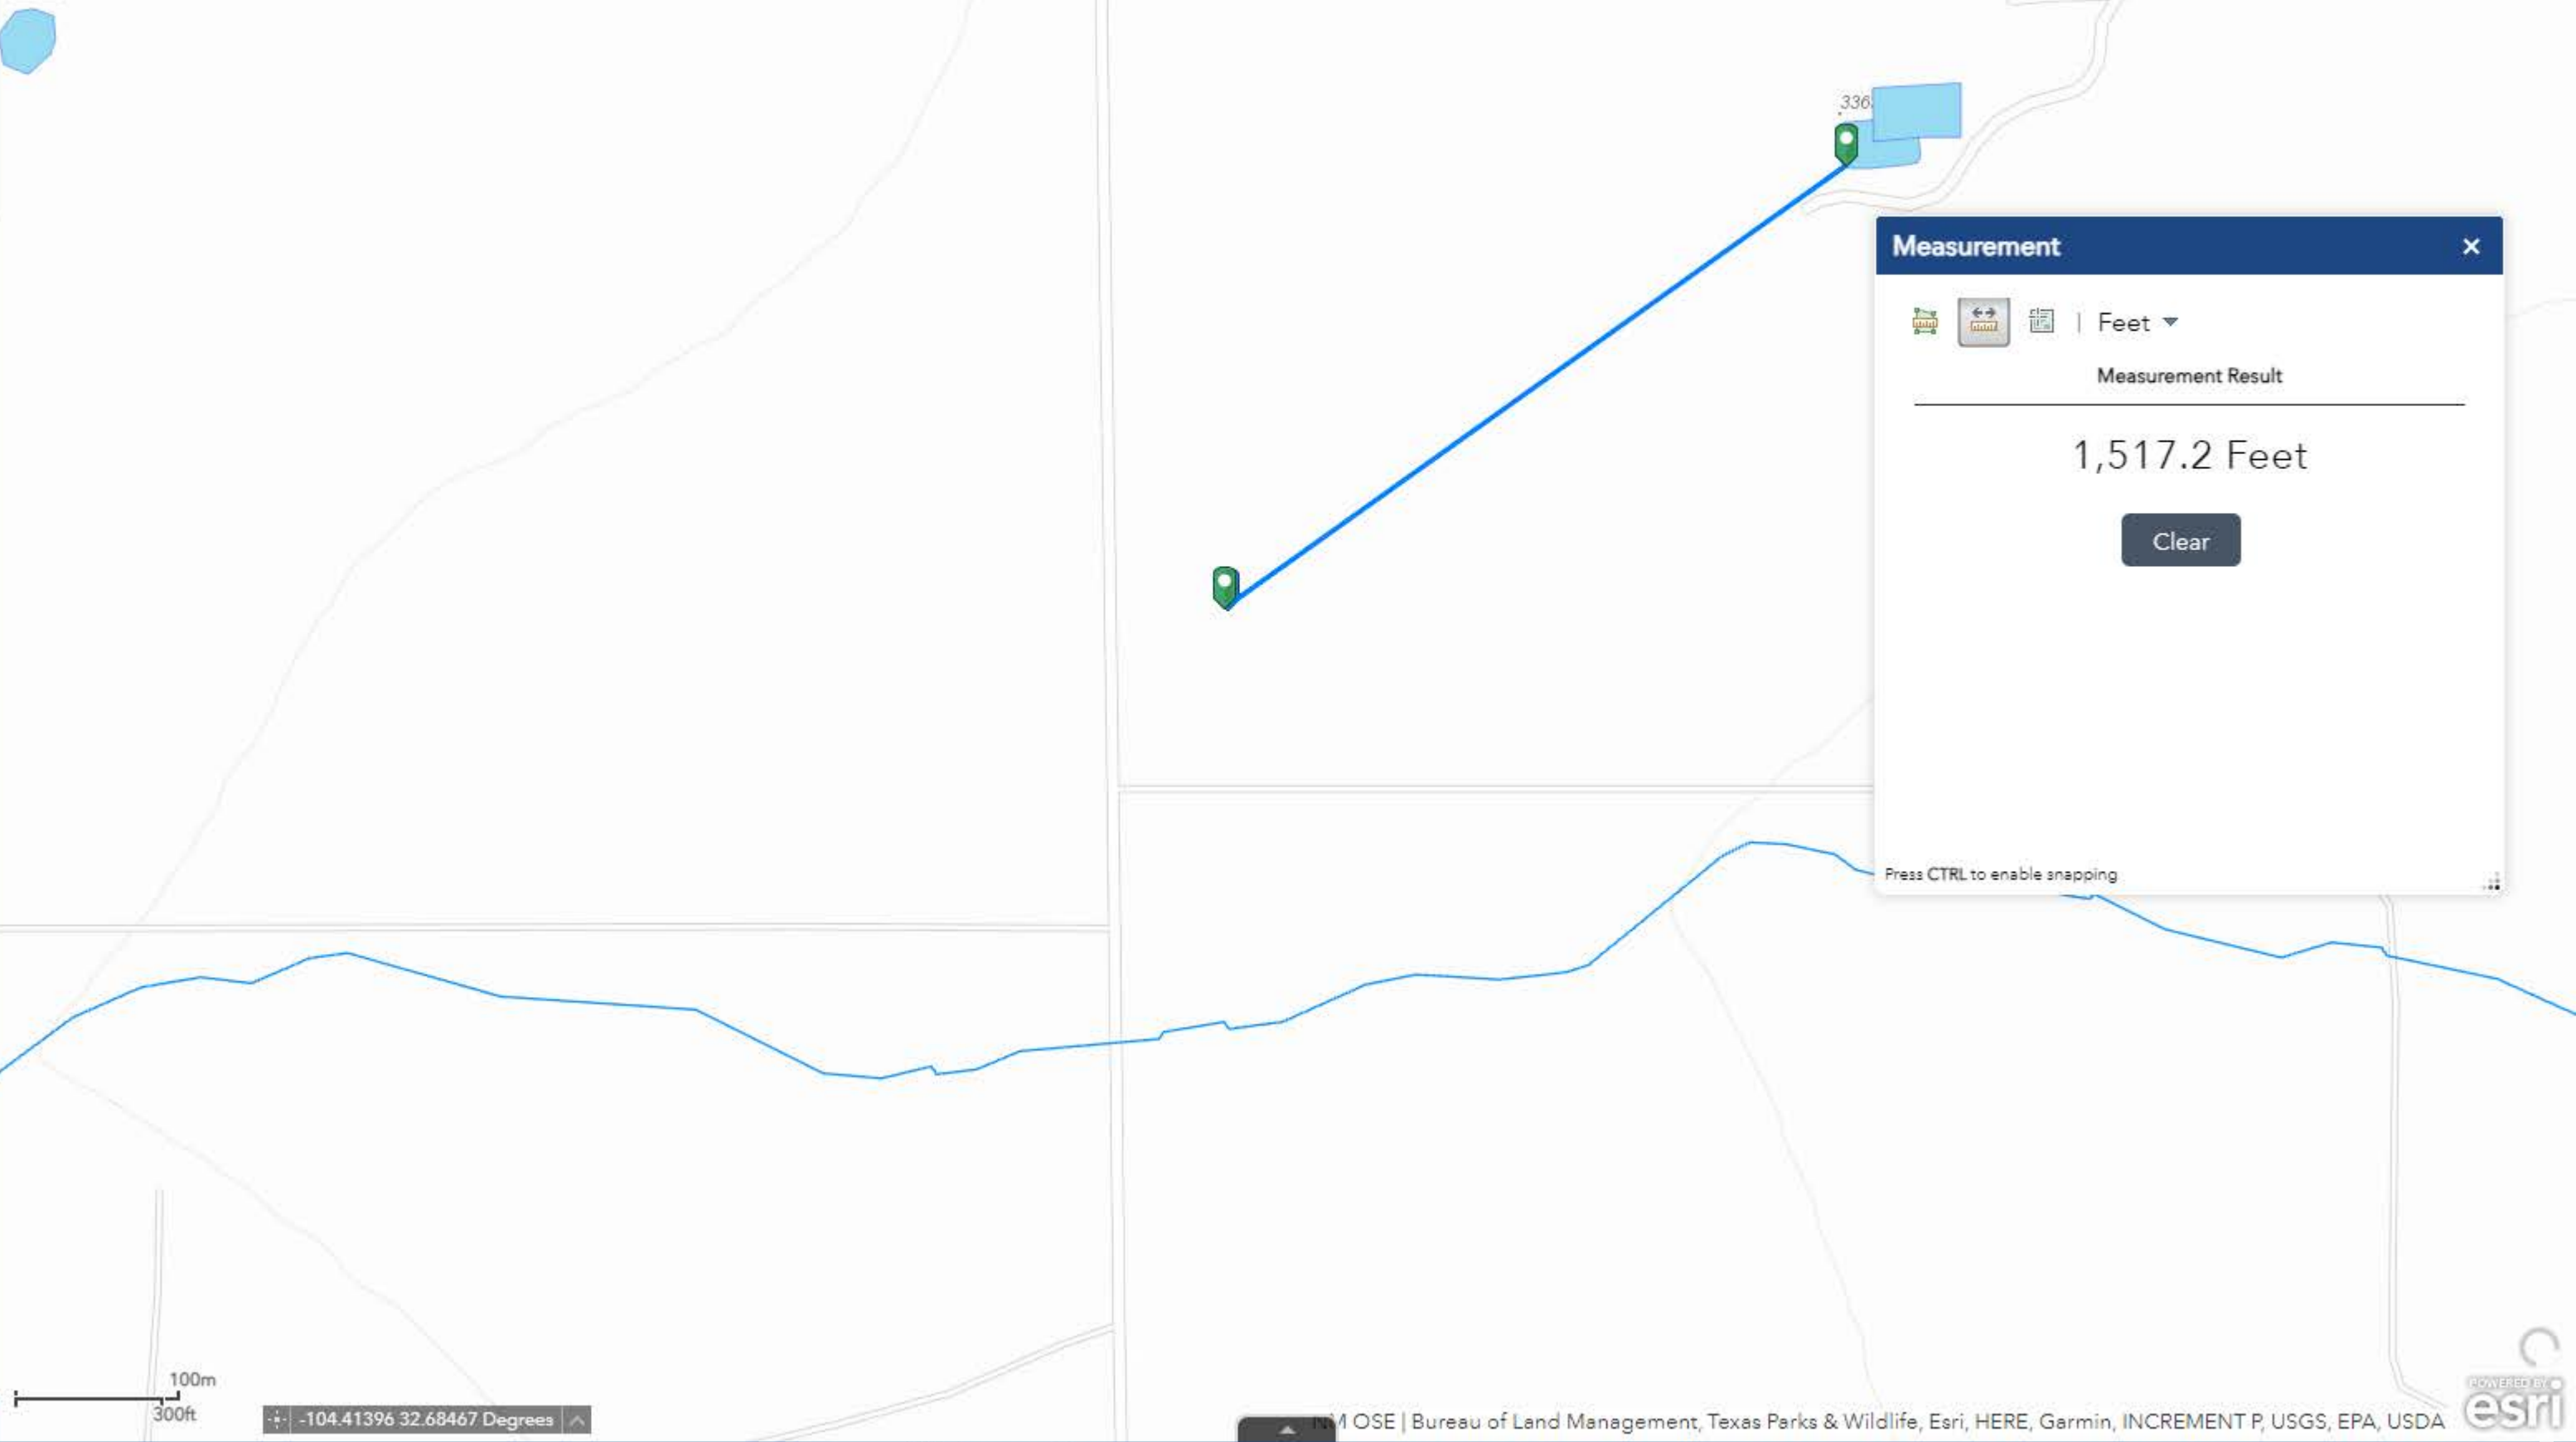 336
Measurement
Feet
Measurement Result
1,517.2 Feet
Clear
Press CTRL to enable snapping
100m
300ft
-104.41396 32.68467 Degrees
OSE | Bureau of Land Management, Texas Parks & Wildlife, Esri, HERE, Garmin, INCREMENT P, USGS, EPA, USDA
POWERED BY
esri